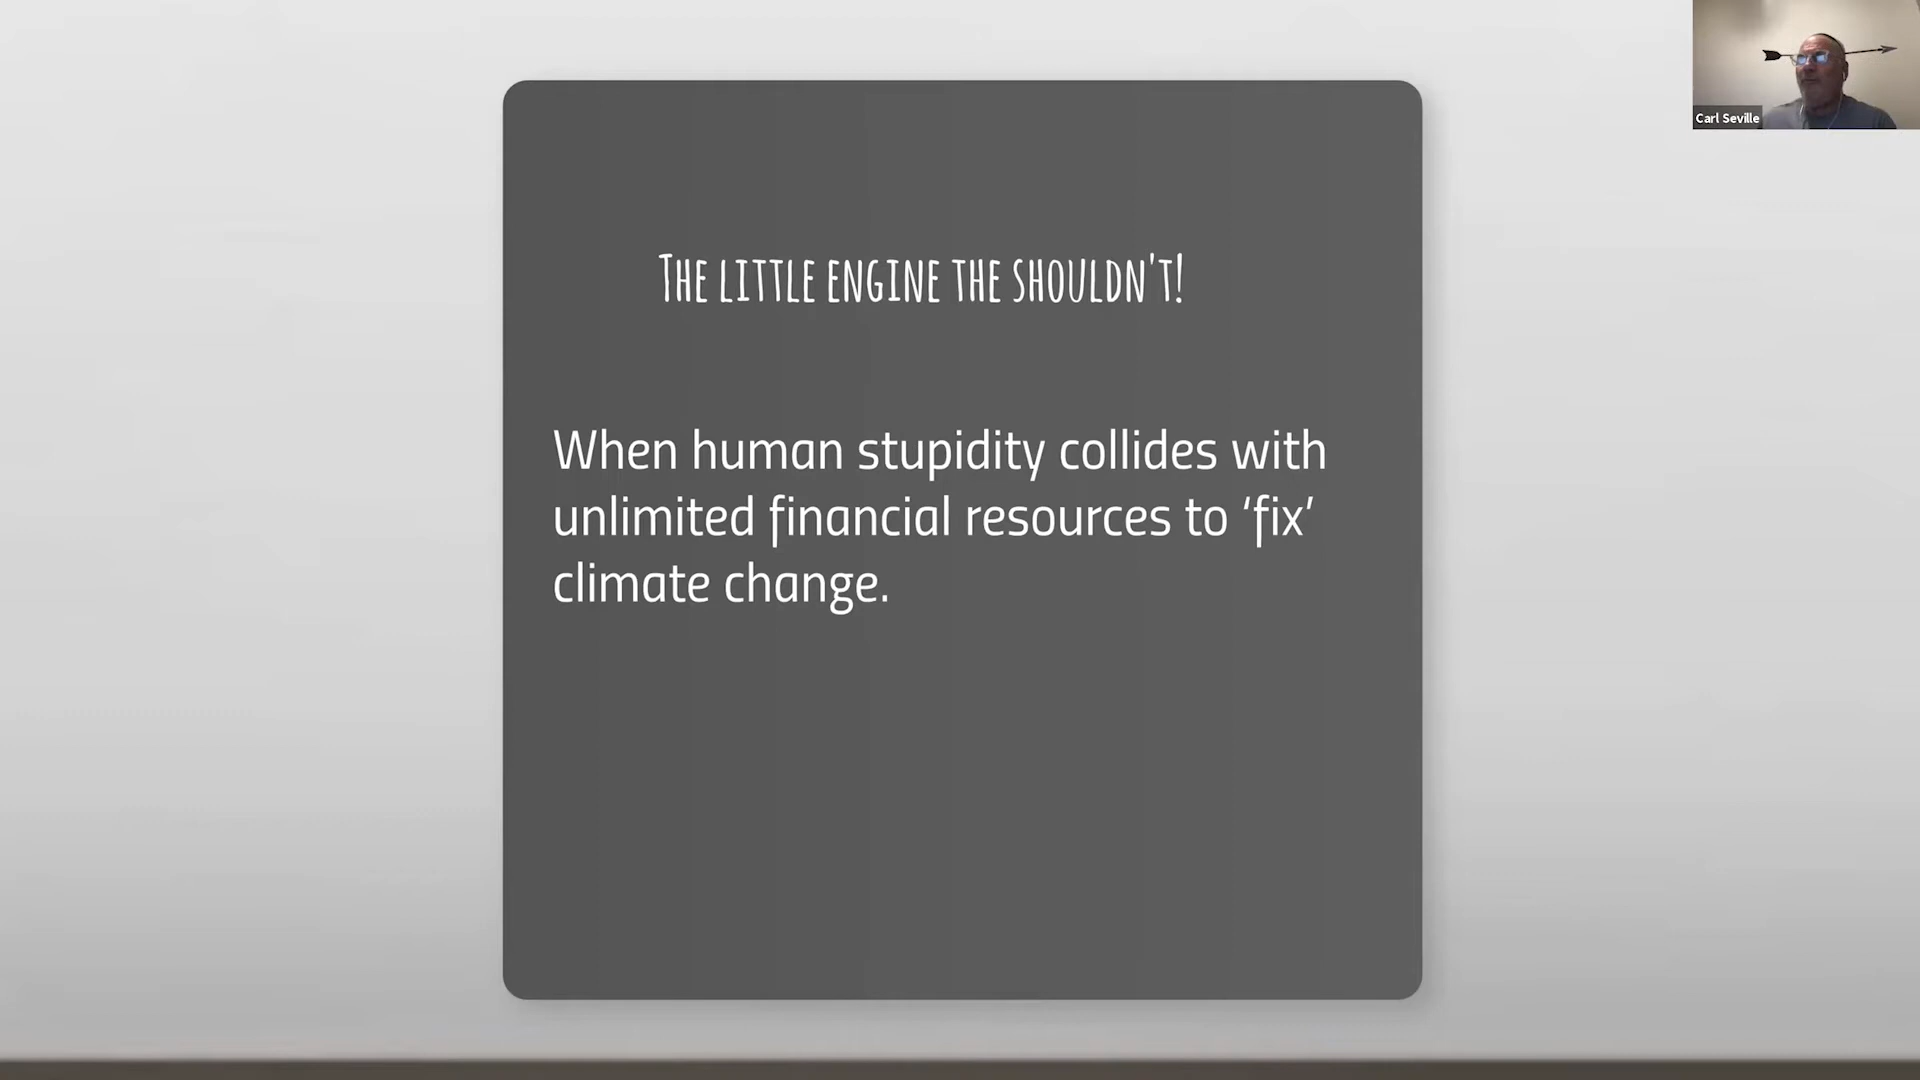 Carl Seville
The little engine the shouldn't!
When human stupidity collides with
unlimited financial resources to ‘fix’
climate change.